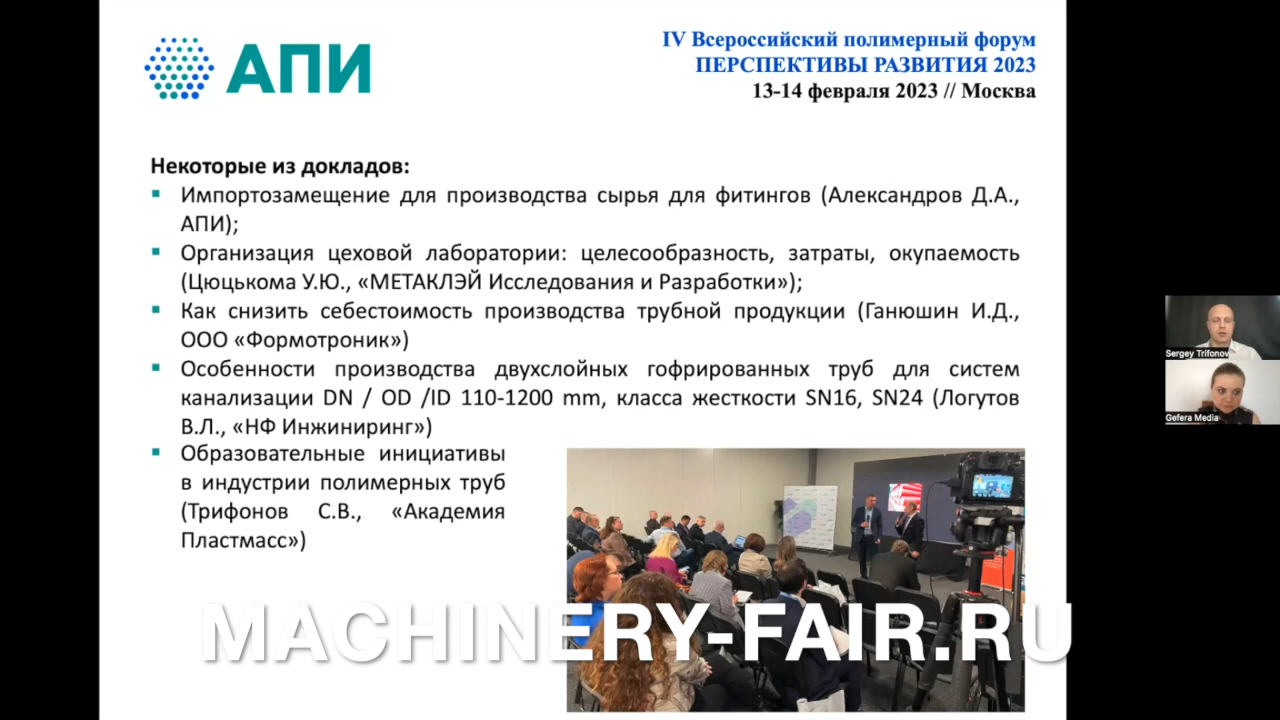 АПИ
IV Всероссийский полимерный форум
ПЕРСПЕКТИВЫ РАЗВИТИЯ 2023
13-14 февраля 2023 // Москва
Некоторые из докладов:
Импортозамещение для производства сырья для фитингов (Александров Д.А.,
АПИ);
Организация цеховой лаборатории: целесообразность, затраты, окупаемость
(Цюцькома У.Ю., «МЕТАКЛЭЙ Исследования и Разработки»);
Как снизить себестоимость производства трубной продукции (Ганюшин И.Д.,
ООО «Формотроник»)
Особенности производства двухслойных гофрированных труб для систем
канализации DN / OD /ID 110-1200 mm, класса жесткости SN16, SN24 (Логутов
В.Л., «НФ Инжиниринг»)
Образовательные инициативы
в индустрии полимерных труб
(Трифонов С.В., «Академия
Пластмасс»)
Sergey Trifonov
Gefera Media
MACHINERY-FAIR.RU